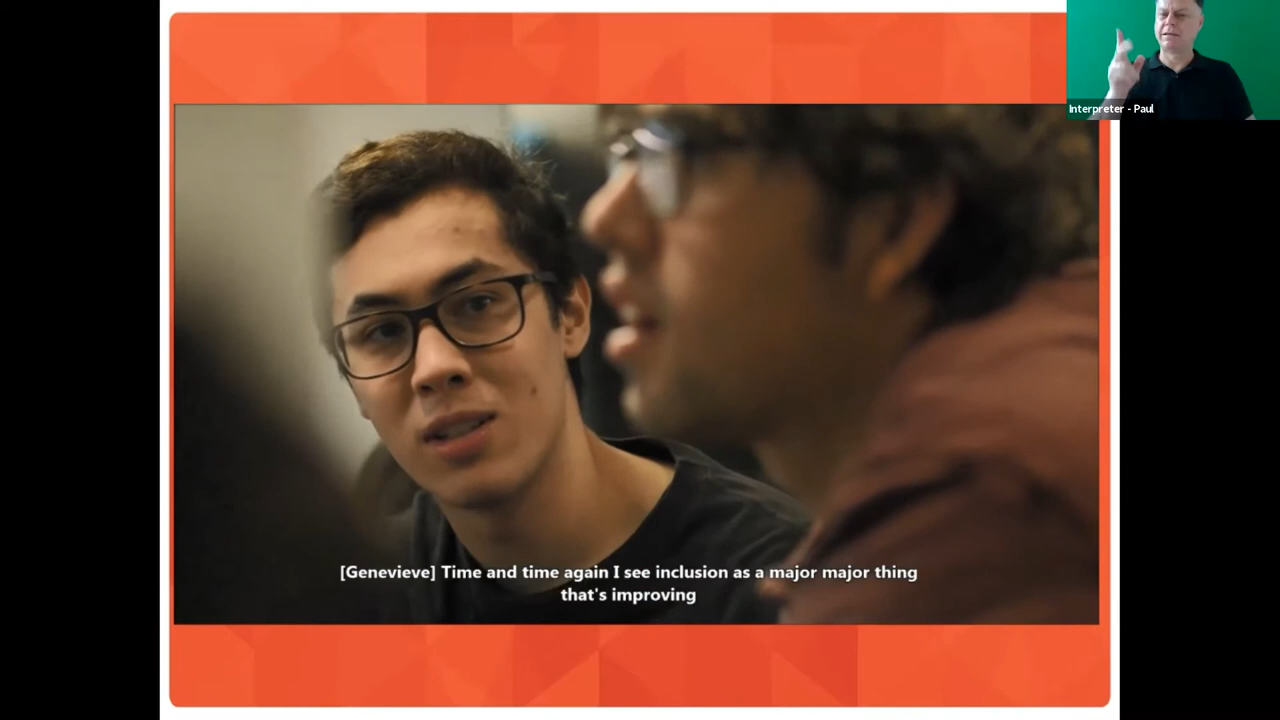 Interpreter - Paul
[Genevieve] Time and time again I see inclusion as a major major thing
that's improving